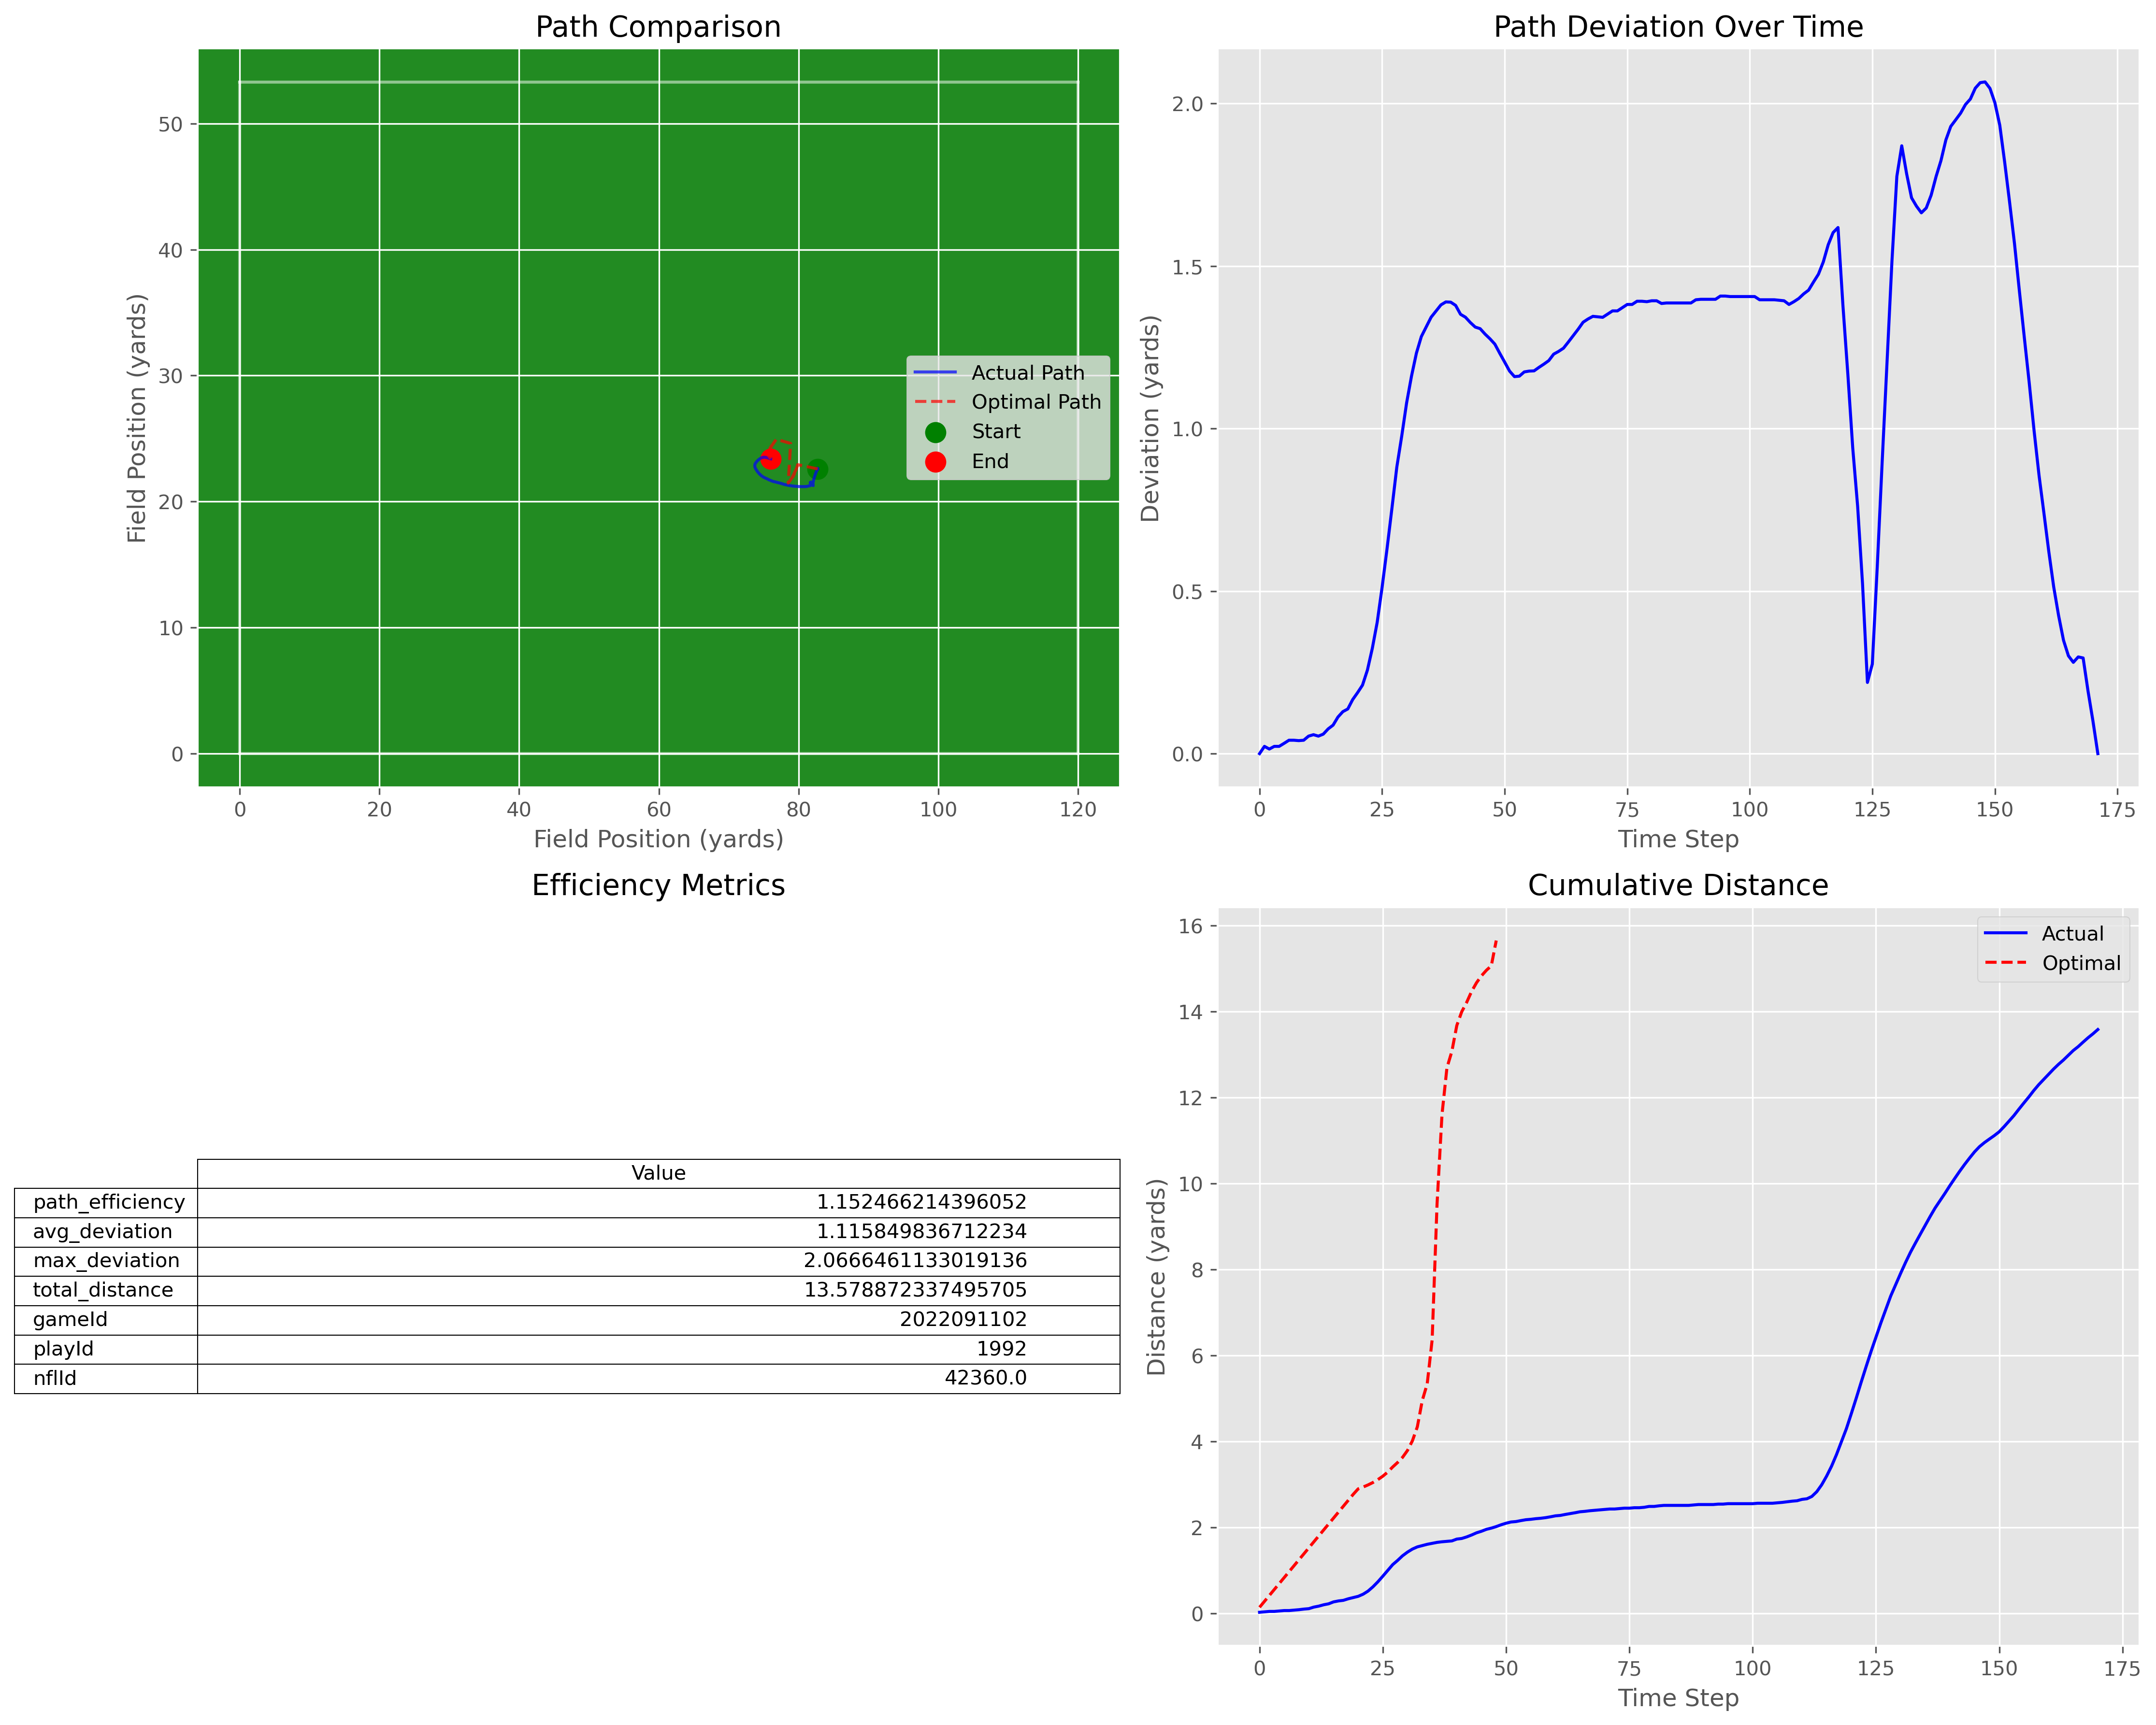 Path Comparison
50
40
30
20
10
0
Field Position (yards)
Actual Path
Optimal Path
Start
End
0 20 40 60 80 100 120
Field Position (yards)
Path Deviation Over Time
2.0
1.5
1.0
0.5
0.0
Deviation (yards)
0 25 50 75 100 125 150 175
Time Step
Efficiency Metrics
Value
path_efficiency 1.152466214396052
avg_deviation 1.115849836712234
max_deviation 2.0666461133019136
total_distance 13.578872337495705
gameId 2022091102
playId 1992
nflId 42360.0
Cumulative Distance
16
14
12
10
8
6
4
2
0
Distance (yards)
Actual
Optimal
0 25 50 75 100 125 150 175
Time Step